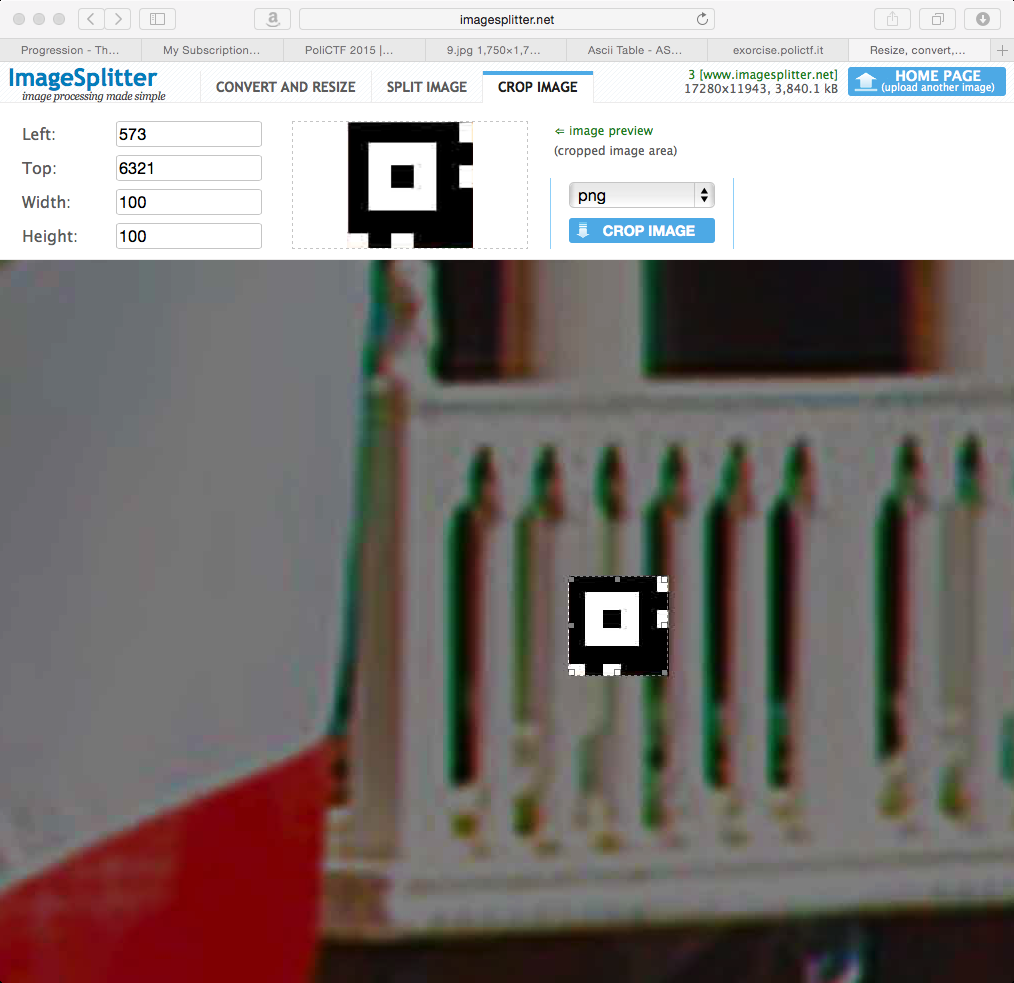 imagesplitter.net
Progression - Th...
My Subscription...
PoliCTF 2015 |...
9.jpg 1,750×1,7...
Ascii Table - AS...
exorcise.polictf.it
Resize, convert,...
ImageSplitter
image processing made simple
CONVERT AND RESIZE
SPLIT IMAGE
CROP IMAGE
3 [www.imagesplitter.net]
17280x11943, 3,840.1 kB
HOME PAGE
(upload another image)
Left:
573
Top:
6321
Width:
100
Height:
100
⇐ image preview
(cropped image area)
png
CROP IMAGE